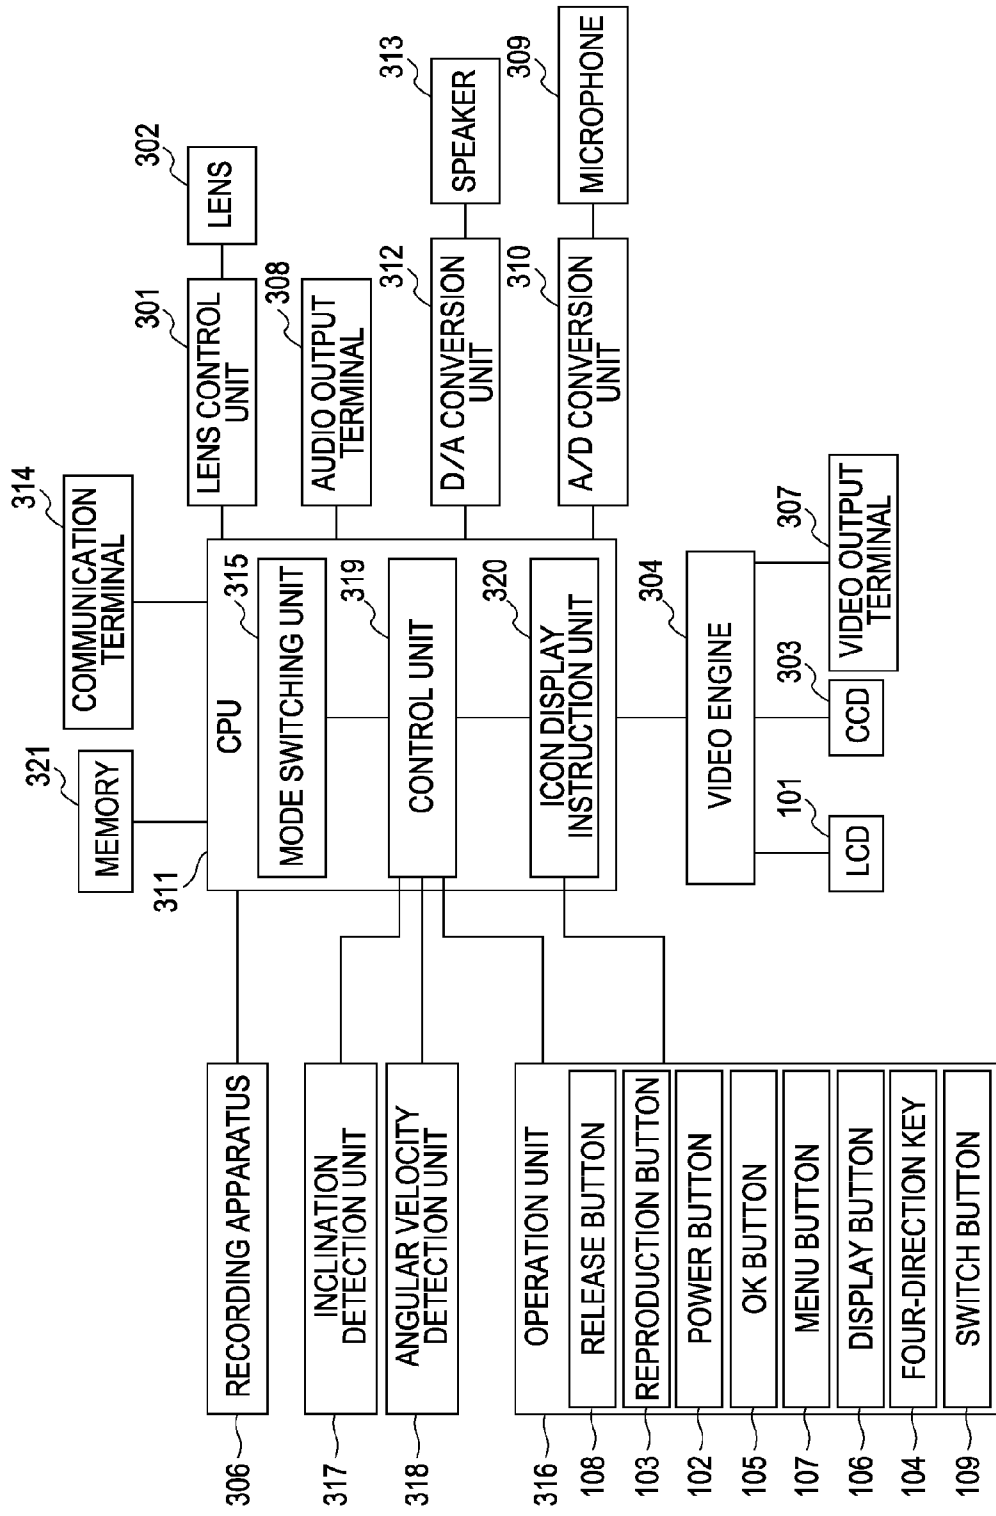 314
COMMUNICATION
TERMINAL
321
MEMORY
302
LENS
301
LENS CONTROL
UNIT
308
AUDIO OUTPUT
TERMINAL
313
SPEAKER
312
D/A CONVERSION
UNIT
309
MICROPHONE
310
A/D CONVERSION
UNIT
311
CPU
315
MODE SWITCHING UNIT
319
CONTROL UNIT
320
ICON DISPLAY
INSTRUCTION UNIT
304
VIDEO ENGINE
101
LCD
303
CCD
307
VIDEO OUTPUT
TERMINAL
306
RECORDING APPARATUS
317
INCLINATION
DETECTION UNIT
318
ANGULAR VELOCITY
DETECTION UNIT
316
OPERATION UNIT
108
RELEASE BUTTON
103
REPRODUCTION BUTTON
102
POWER BUTTON
105
OK BUTTON
107
MENU BUTTON
106
DISPLAY BUTTON
104
FOUR-DIRECTION KEY
109
SWITCH BUTTON